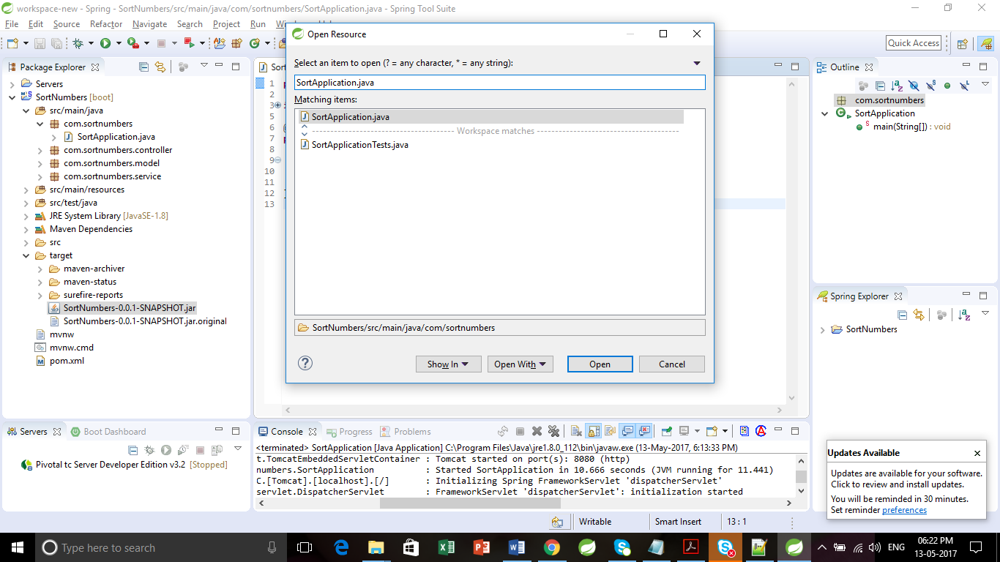 workspace-new - Spring - SortNumbers/src/main/java/com/sortnumbers/SortApplication.java - Spring Tool Suite
File Edit Source Refactor Navigate Search Project Run
Quick Access
Package Explorer
Servers
SortNumbers [boot]
src/main/java
com.sortnumbers
SortApplication.java
com.sortnumbers.controller
com.sortnumbers.model
com.sortnumbers.service
src/main/resources
src/test/java
JRE System Library [JavaSE-1.8]
Maven Dependencies
src
target
maven-archiver
maven-status
surefire-reports
SortNumbers-0.0.1-SNAPSHOT.jar
SortNumbers-0.0.1-SNAPSHOT.jar.original
mvnw
mvnw.cmd
pom.xml
1
2
3
5
6
7
8
9
10
11
12
13
Open Resource
Select an item to open (? = any character, * = any string):
SortApplication.java
Matching items:
SortApplication.java
Workspace matches
SortApplicationTests.java
SortNumbers/src/main/java/com/sortnumbers
Show In
Open With
Open
Cancel
Outline
com.sortnumbers
SortApplication
main(String[]) : void
Spring Explorer
SortNumbers
Servers
Boot Dashboard
Pivotal tc Server Developer Edition v3.2 [Stopped]
Console
Progress
Problems
<terminated> SortApplication [Java Application] C:\Program Files\Java\jre1.8.0_112\bin\javaw.exe (13-May-2017, 6:13:33 PM)
t.TomcatEmbeddedServletContainer : Tomcat started on port(s): 8080 (http)
numbers.SortApplication : Started SortApplication in 10.666 seconds (JVM running for 11.441)
C.[Tomcat].[localhost].[/] : Initializing Spring FrameworkServlet 'dispatcherServlet'
servlet.DispatcherServlet : FrameworkServlet 'dispatcherServlet': initialization started
Updates Available
Updates are available for your software.
Click to review and install updates.
You will be reminded in 30 minutes.
Set reminder preferences
Writable
Smart Insert
13 : 1
Type here to search
ENG
06:22 PM
13-05-2017